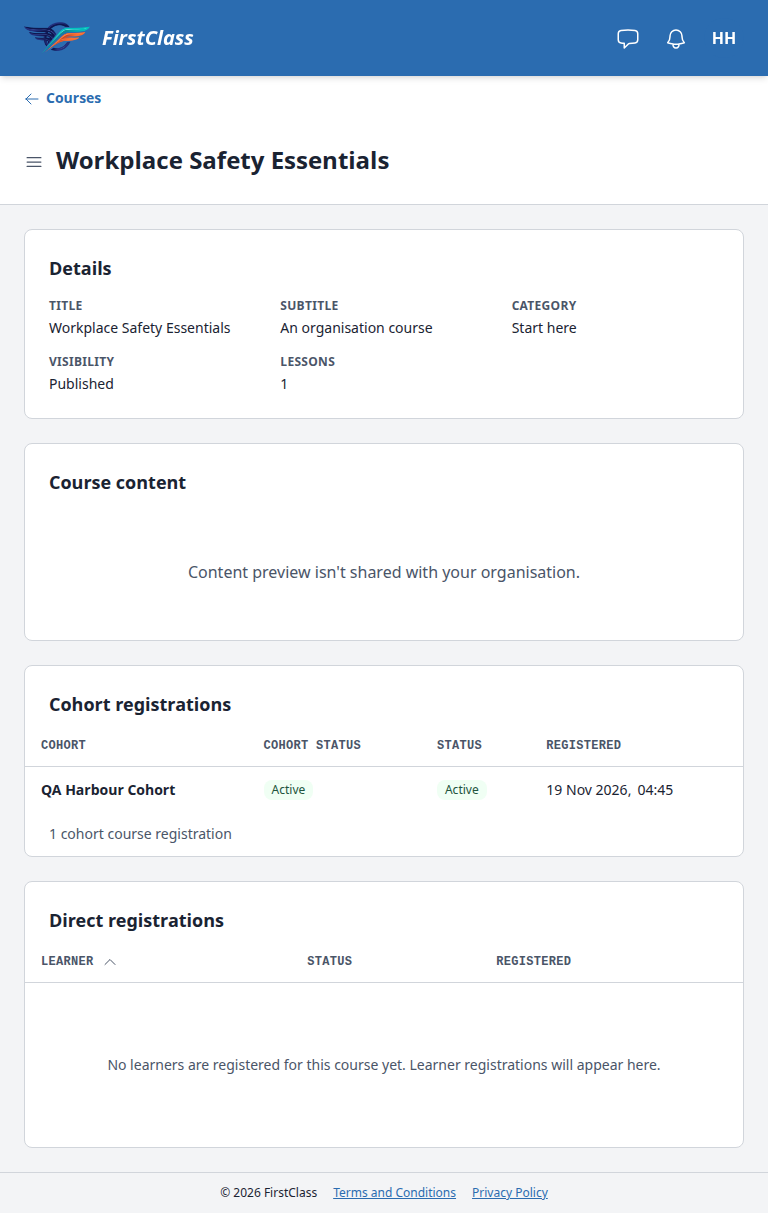 FirstClass
HH
Courses
Workplace Safety Essentials
Details
TITLE SUBTITLE CATEGORY
Workplace Safety Essentials An organisation course Start here
VISIBILITY LESSONS
Published 1
Course content
Content preview isn't shared with your organisation.
Cohort registrations
COHORT COHORT STATUS STATUS REGISTERED
QA Harbour Cohort Active Active 19 Nov 2026, 04:45
1 cohort course registration
Direct registrations
LEARNER STATUS REGISTERED
No learners are registered for this course yet. Learner registrations will appear here.
© 2026 FirstClass Terms and Conditions Privacy Policy